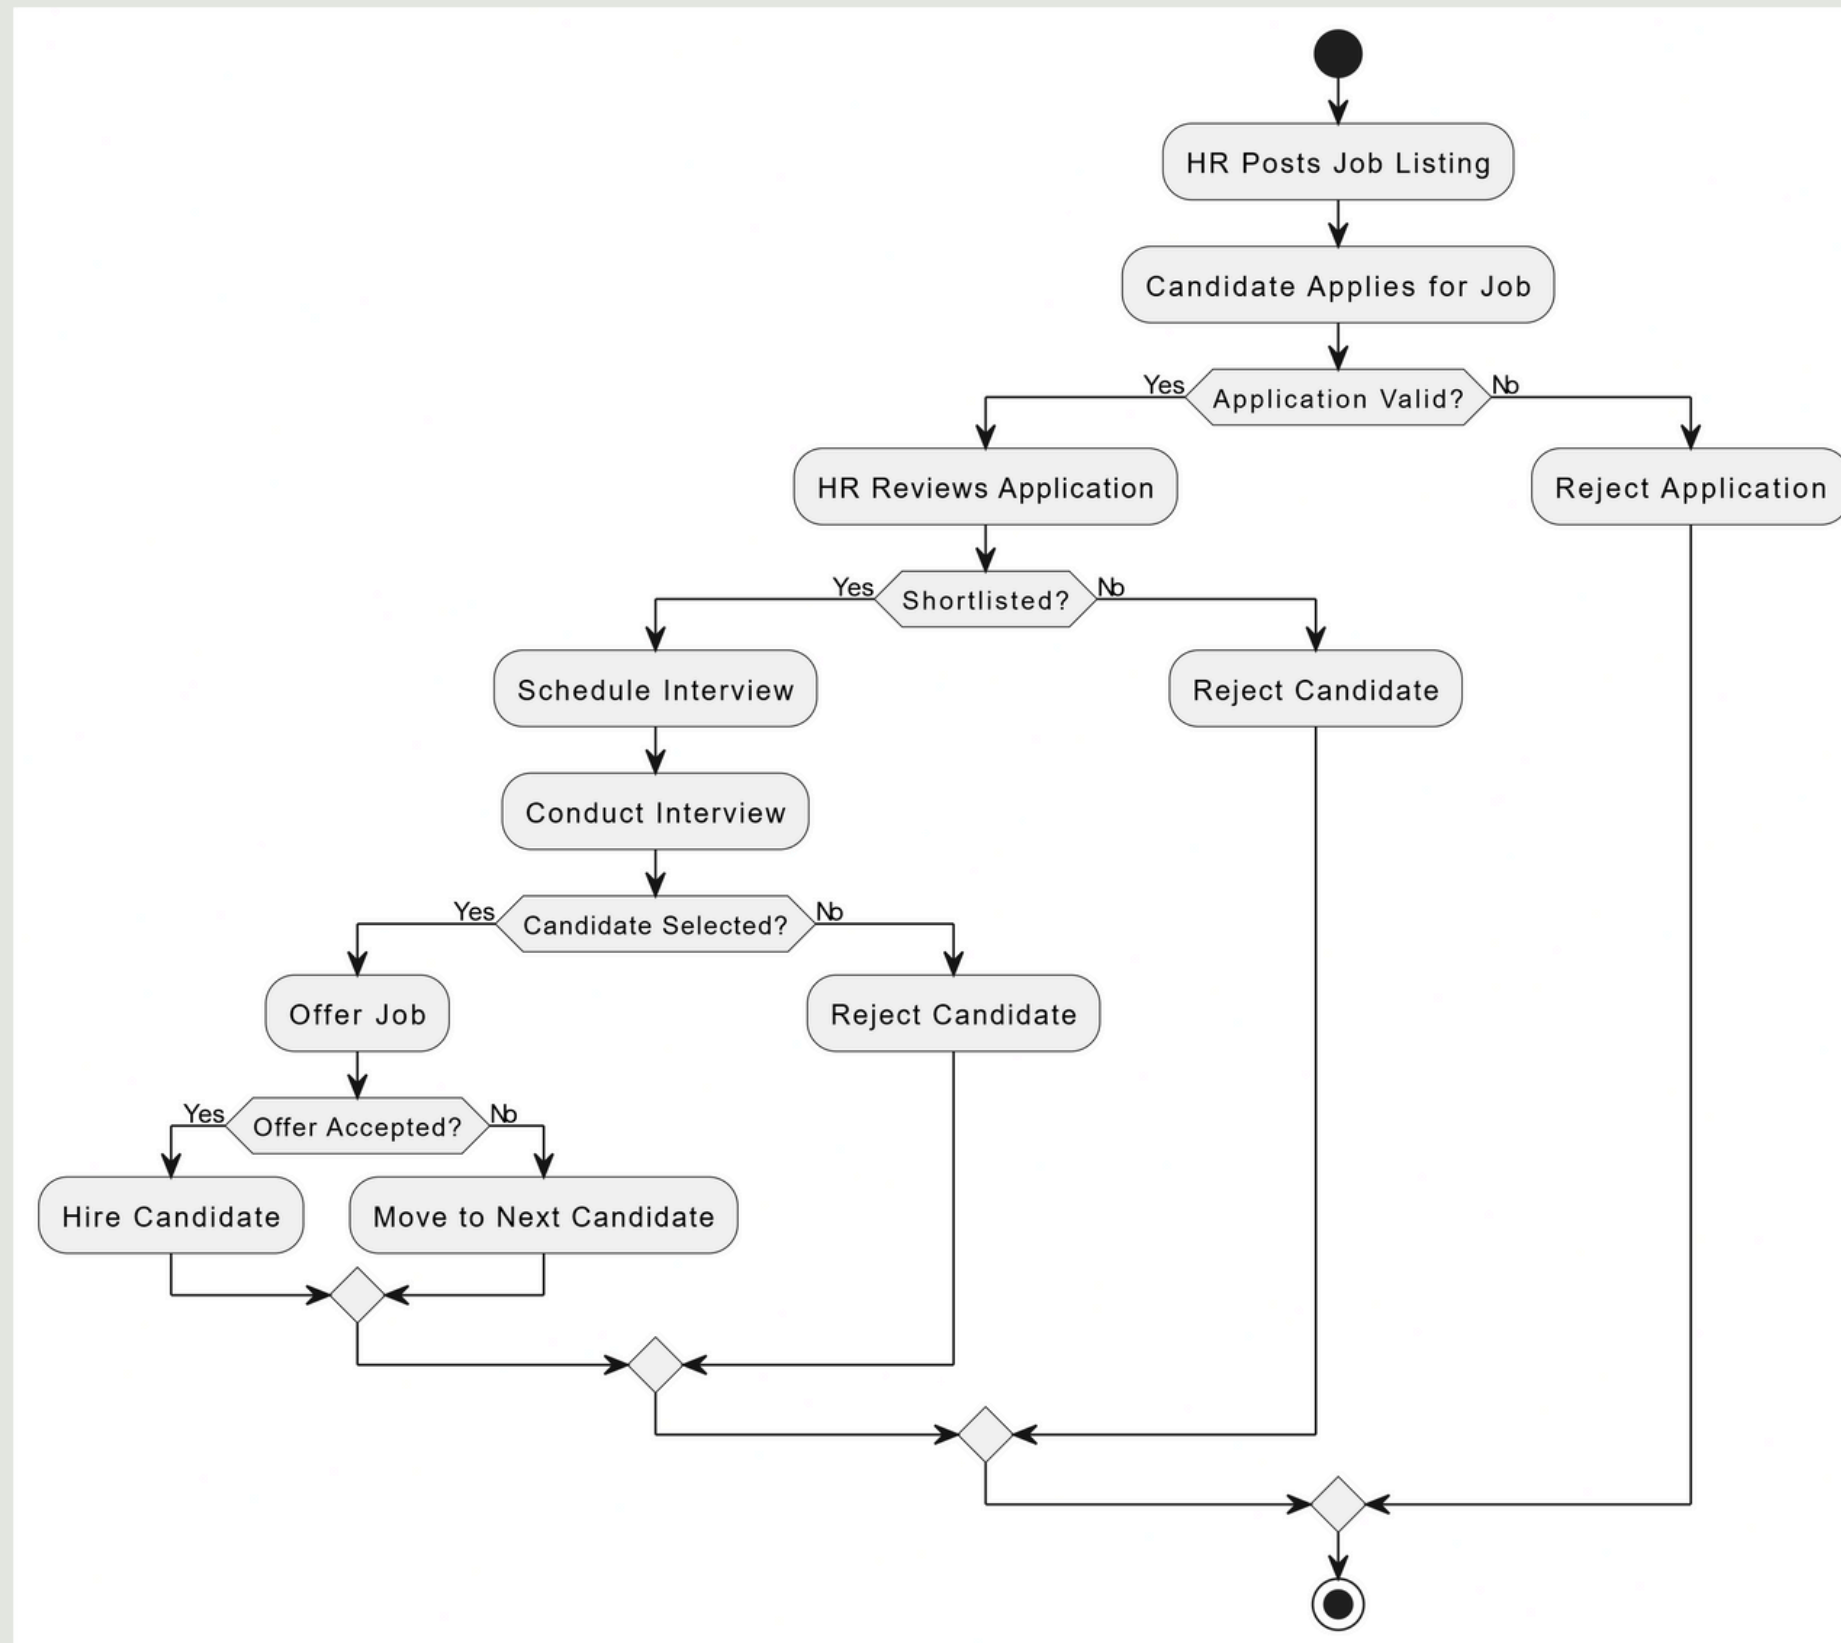 HR Posts Job Listing
Candidate Applies for Job
Yes
Application Valid?
No
HR Reviews Application
Reject Application
Yes
Shortlisted?
No
Schedule Interview
Reject Candidate
Conduct Interview
Yes
Candidate Selected?
No
Offer Job
Reject Candidate
Yes
Offer Accepted?
No
Hire Candidate
Move to Next Candidate